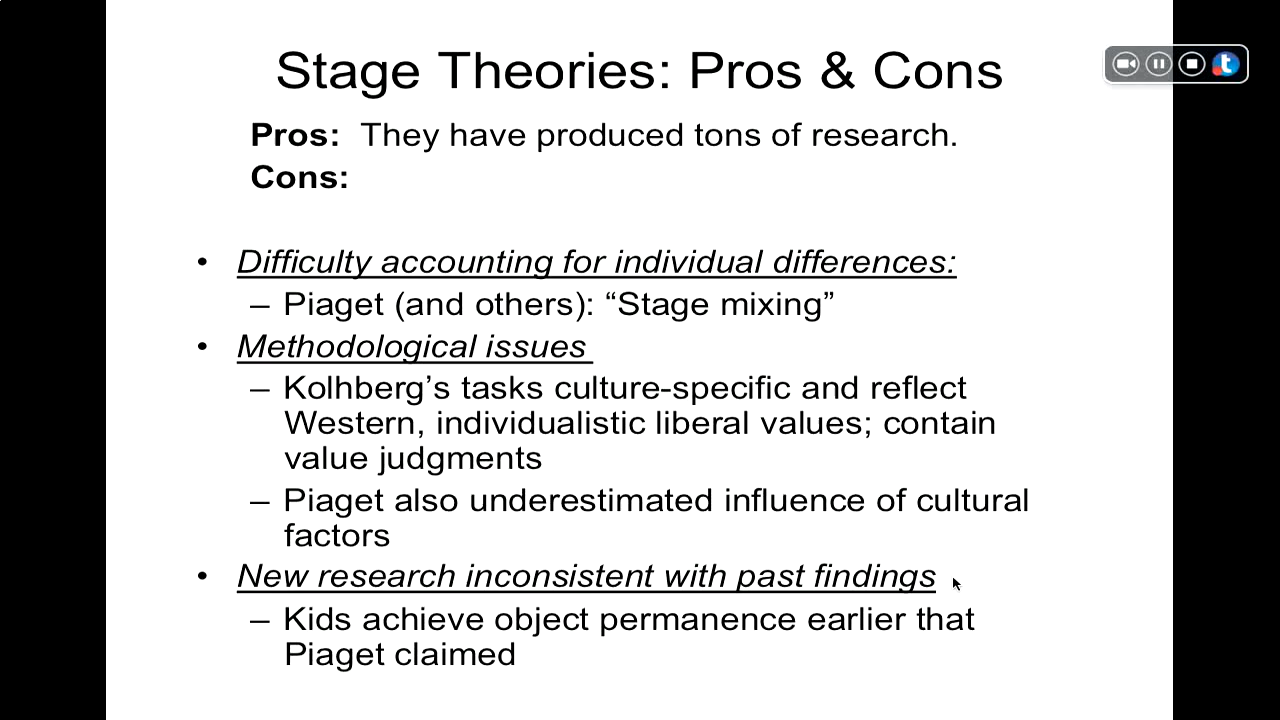 Stage Theories: Pros & Cons
Pros: They have produced tons of research.
Cons:
• Difficulty accounting for individual differences:
– Piaget (and others): “Stage mixing”
• Methodological issues
– Kolhberg’s tasks culture-specific and reflect
Western, individualistic liberal values; contain
value judgments
– Piaget also underestimated influence of cultural
factors
• New research inconsistent with past findings
– Kids achieve object permanence earlier that
Piaget claimed
t